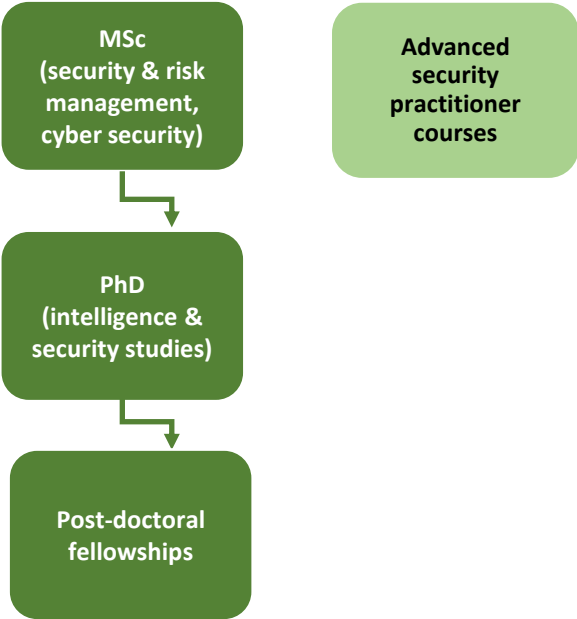 MSc
(security & risk
management,
cyber security)
Advanced
security
practitioner
courses
PhD
(intelligence &
security studies)
Post-doctoral
fellowships